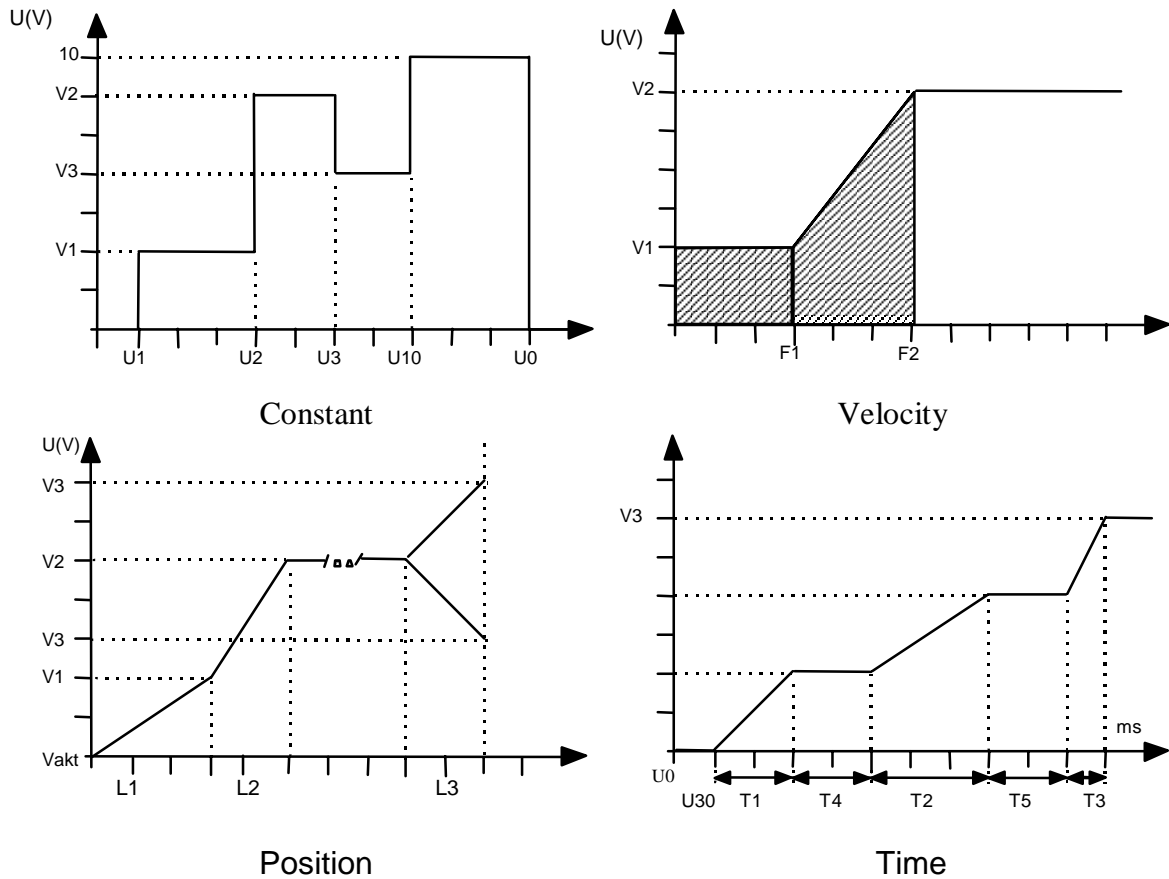 U(V)
10
V2
V3
V1
U1 U2 U3 U10 U0
Constant
U(V)
V2
V1
F1 F2
Velocity
U(V)
V3
V2
V3
V1
Vakt
L1 L2 L3
Position
V3
ms
U0
U30 T1 T4 T2 T5 T3
Time